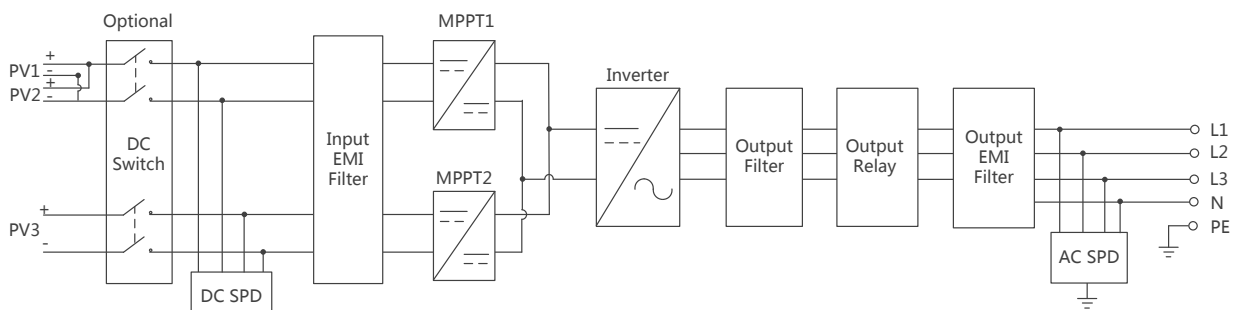 Optional
MPPT1
+
PV1
-
+
PV2
-
Inverter
DC
Switch
Input
EMI
Filter
Output
Filter
Output
Relay
Output
EMI
Filter
L1
L2
L3
N
PE
MPPT2
+
PV3
-
DC SPD
AC SPD